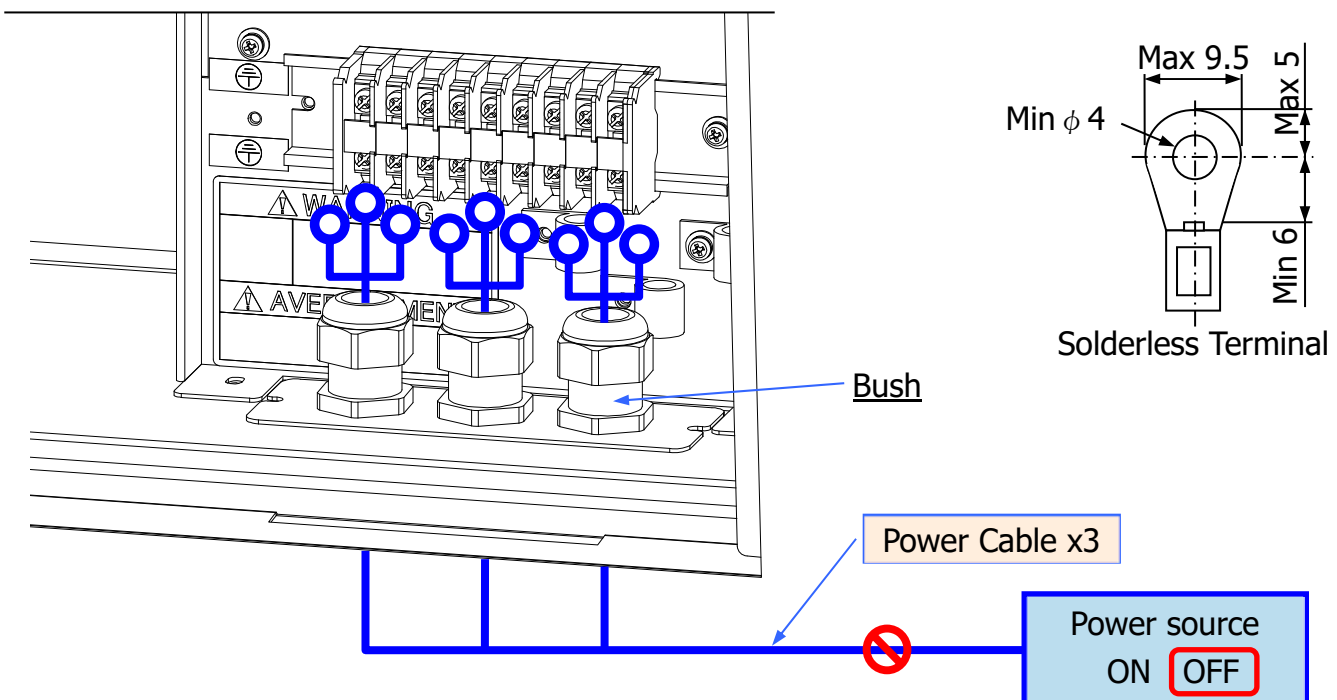 Max 9.5
Max 5
Min φ 4
Min 6
Solderless Terminal
WARNING
Bush
Power Cable x3
Power source
ON OFF